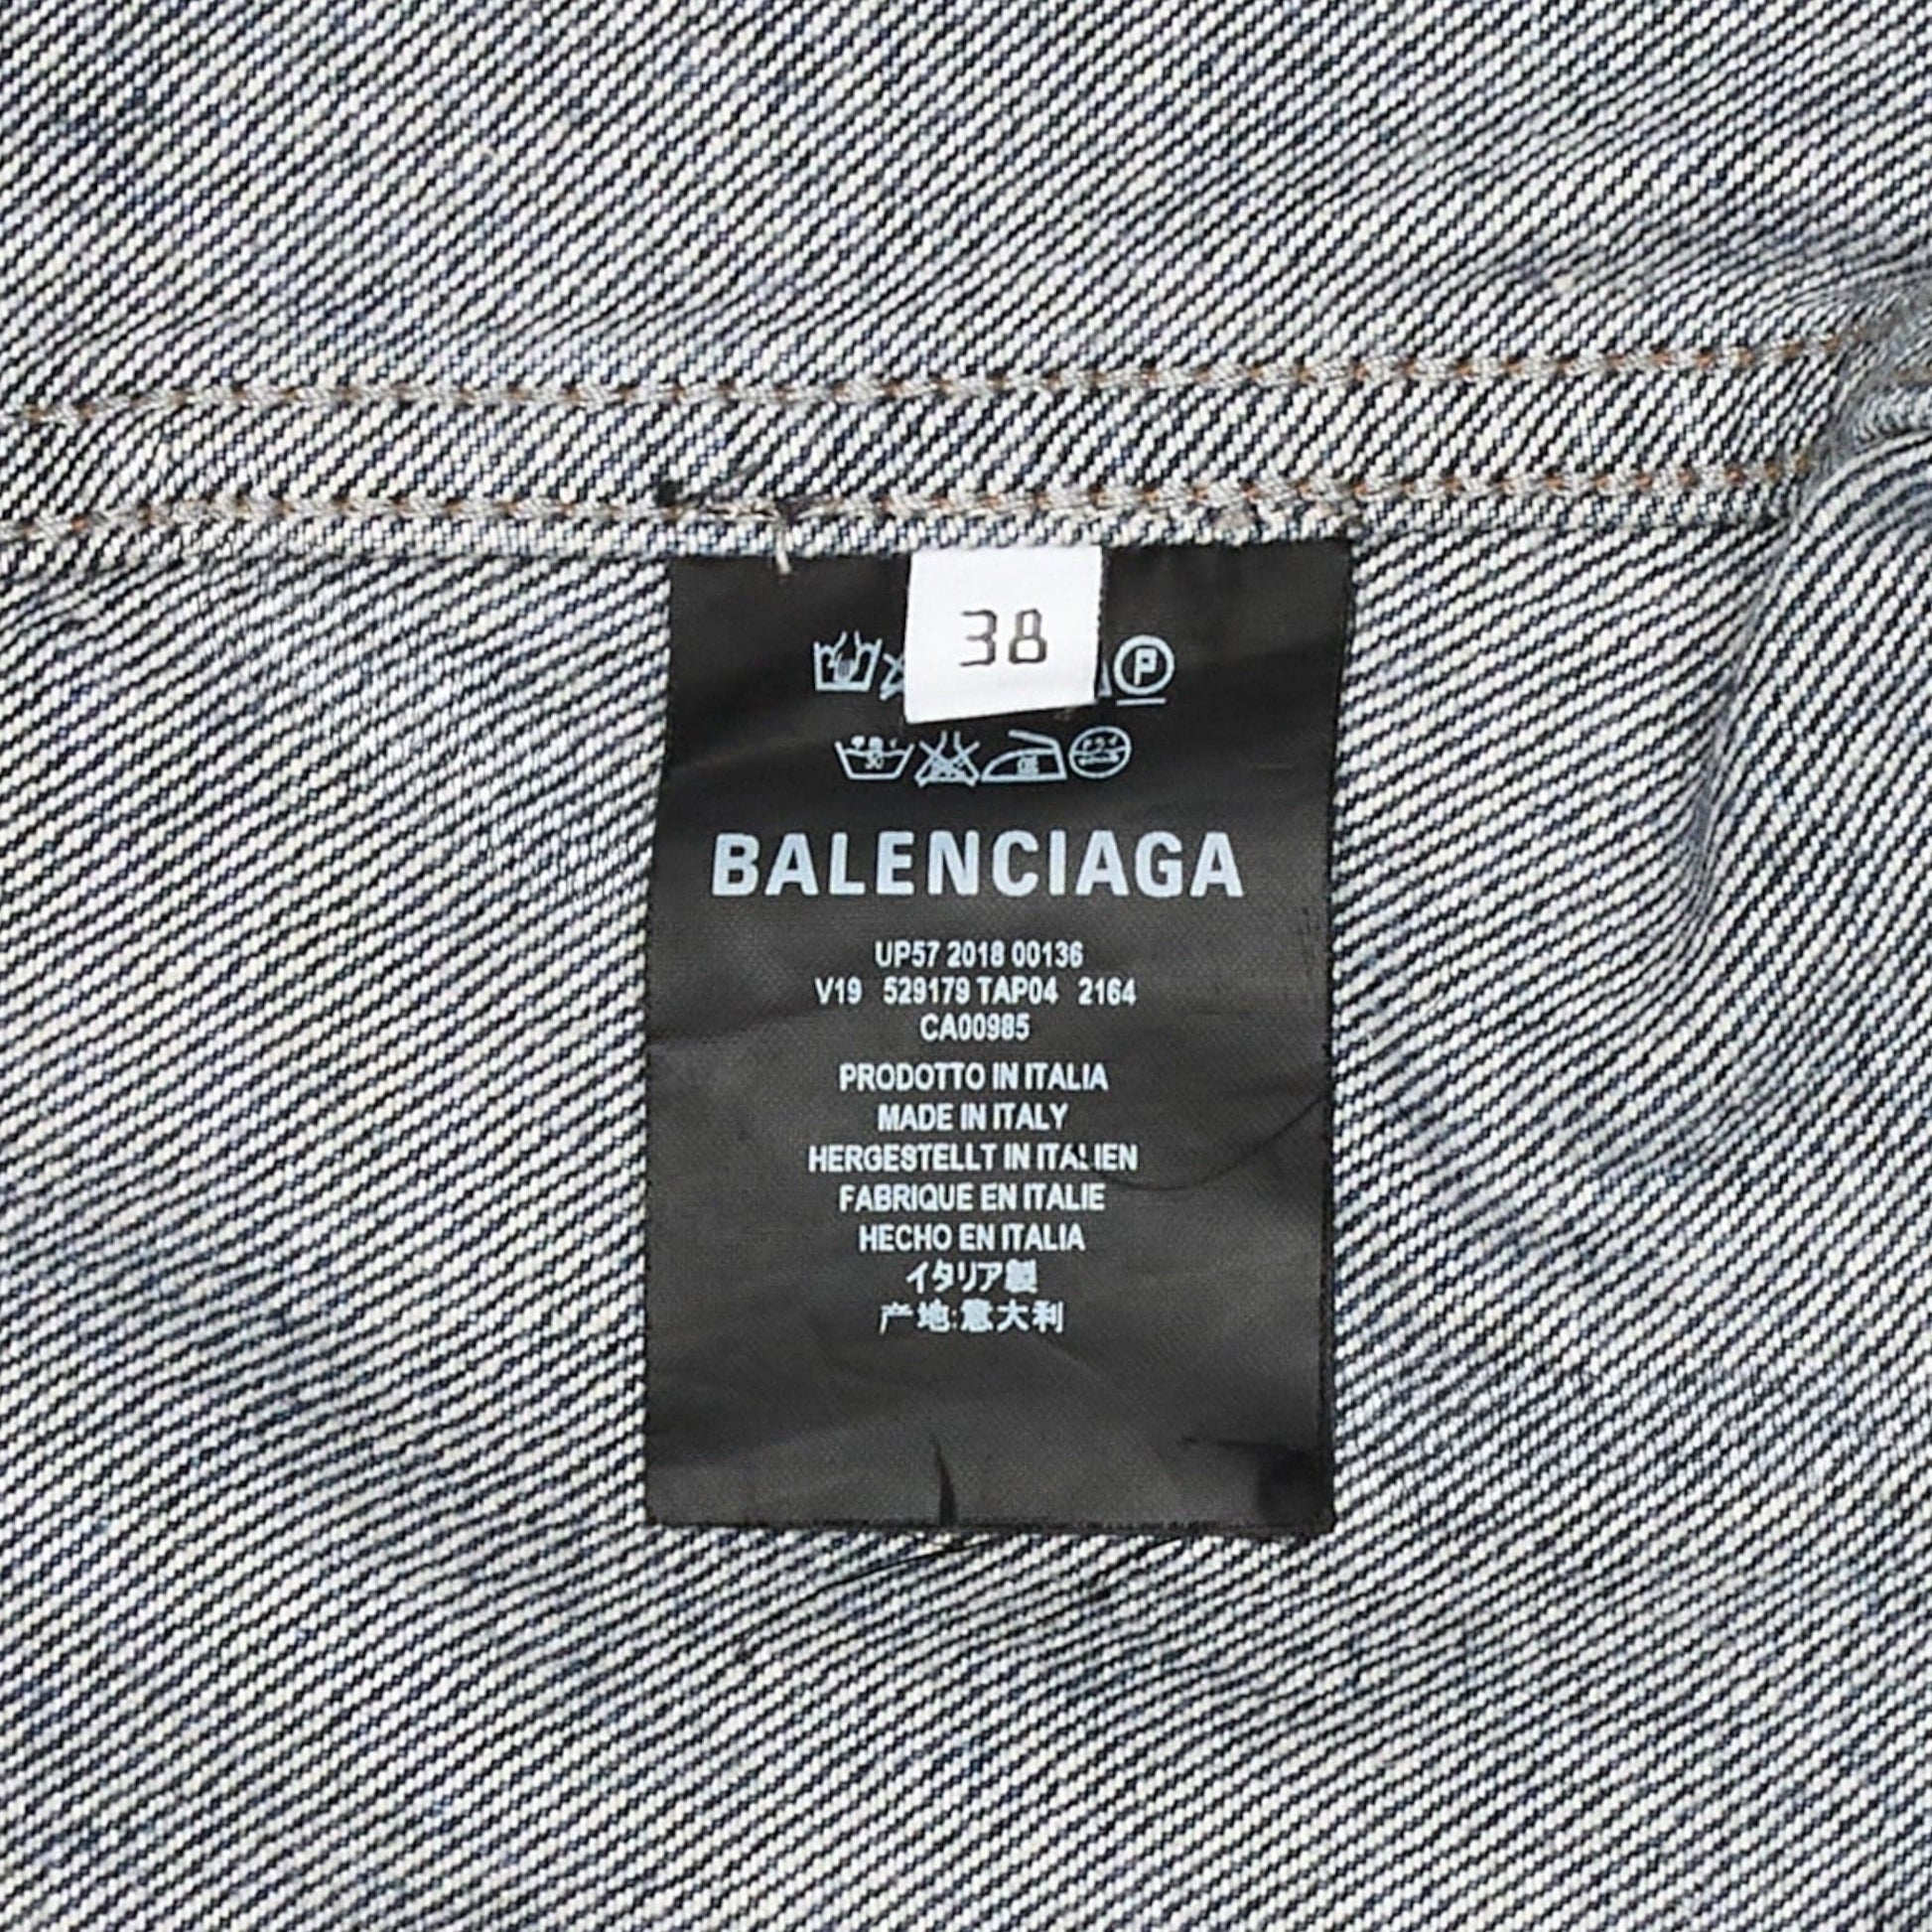 38
P
30
BALENCIAGA
UP57 2018 00136
V19 529179 TAP04 2164
CA00985
PRODOTTO IN ITALIA
MADE IN ITALY
HERGESTELLT IN ITALIEN
FABRIQUE EN ITALIE
HECHO EN ITALIA
イタリア製
产地:意大利